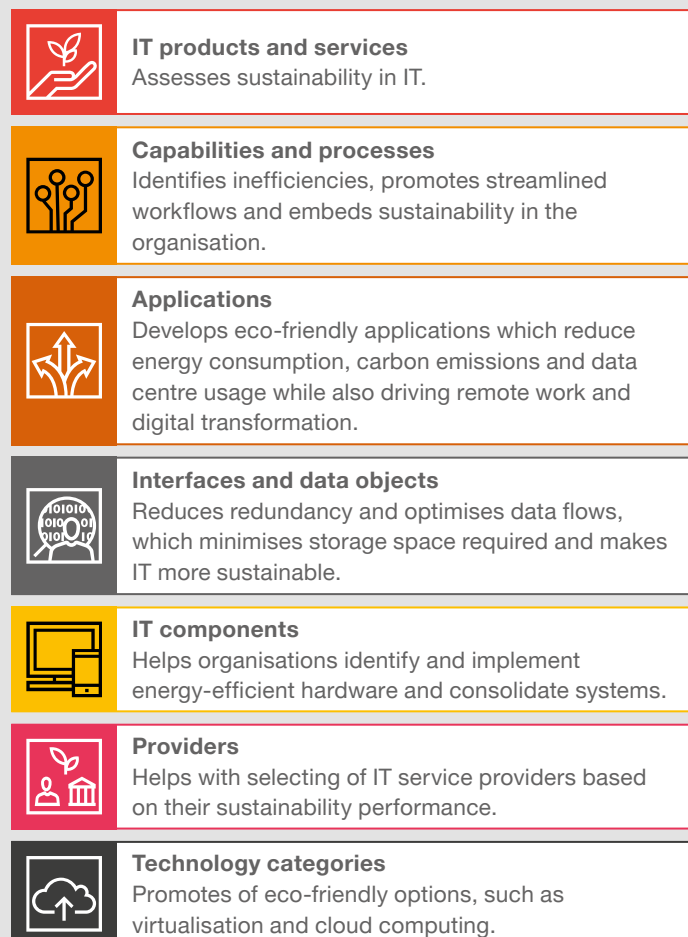 IT products and services
Assesses sustainability in IT.
Capabilities and processes
Identifies inefficiencies, promotes streamlined
workflows and embeds sustainability in the
organisation.
Applications
Develops eco-friendly applications which reduce
energy consumption, carbon emissions and data
centre usage while also driving remote work and
digital transformation.
Interfaces and data objects
Reduces redundancy and optimises data flows,
which minimises storage space required and makes
IT more sustainable.
IT components
Helps organisations identify and implement
energy-efficient hardware and consolidate systems.
Providers
Helps with selecting of IT service providers based
on their sustainability performance.
Technology categories
Promotes of eco-friendly options, such as
virtualisation and cloud computing.